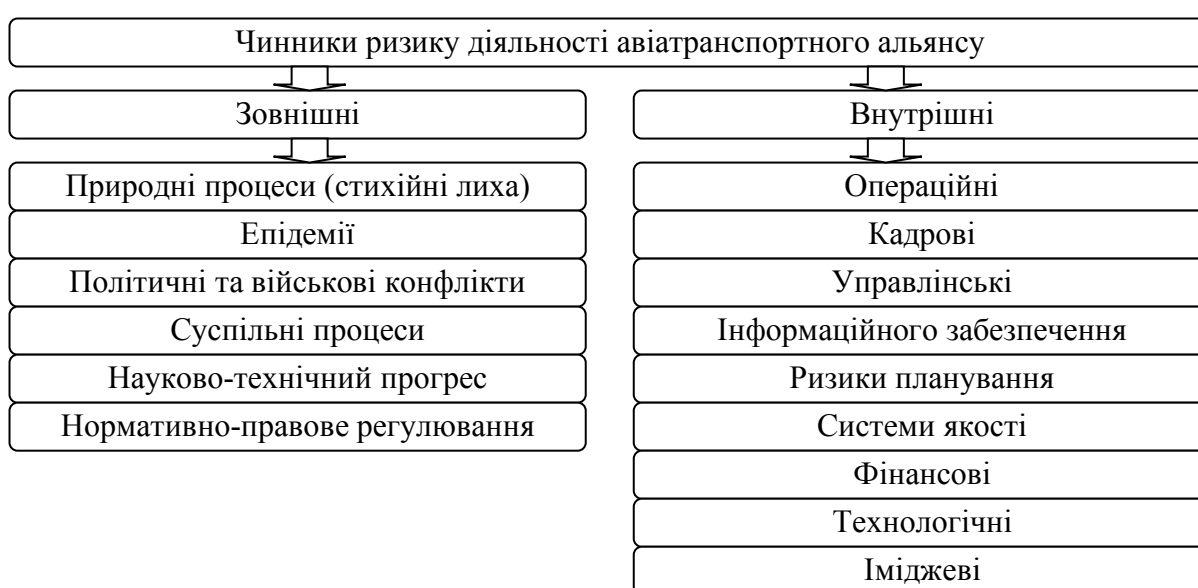 Чинники ризику діяльності авіатранспортного альянсу
Зовнішні
Природні процеси (стихійні лиха)
Епідемії
Політичні та військові конфлікти
Суспільні процеси
Науково-технічний прогрес
Нормативно-правове регулювання
Внутрішні
Операційні
Кадрові
Управлінські
Інформаційного забезпечення
Ризики планування
Системи якості
Фінансові
Технологічні
Іміджеві